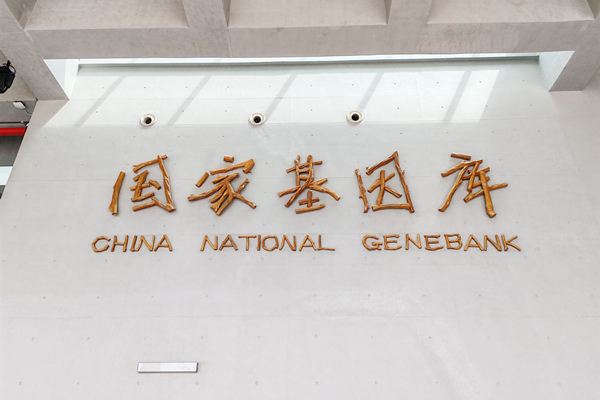 国家基因库
CHINA NATIONAL GENEBANK